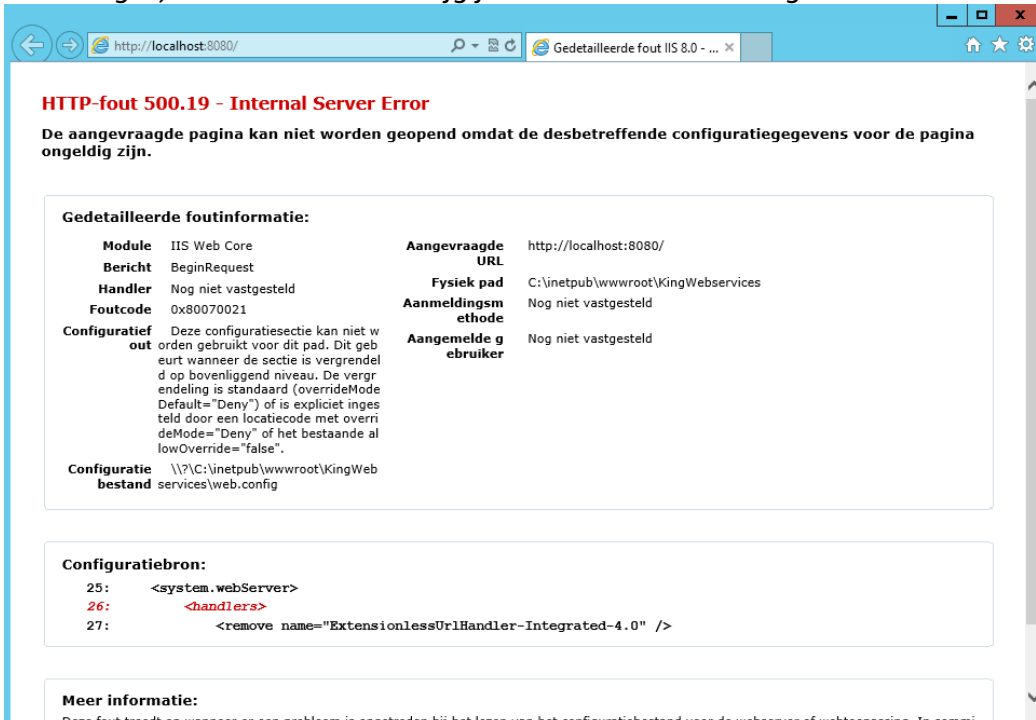 http://localhost:8080/
Gedetailleerde fout IIS 8.0 - ...
HTTP-fout 500.19 - Internal Server Error
De aangevraagde pagina kan niet worden geopend omdat de desbetreffende configuratiegegevens voor de pagina
ongeldig zijn.
Gedetailleerde foutinformatie:
Module IIS Web Core
Bericht BeginRequest
Handler Nog niet vastgesteld
Foutcode 0x80070021
Configuratief
out
Deze configuratiesectie kan niet w
orden gebruikt voor dit pad. Dit geb
eurt wanneer de sectie is vergrendel
d op bovenliggend niveau. De vergr
endeling is standaard (overrideMode
Default="Deny") of is expliciet inges
teld door een locatiecode met overri
deMode="Deny" of het bestaande al
lowOverride="false".
Configuratie
bestand
\\?\C:\inetpub\wwwroot\KingWeb
services\web.config
Aangevraagde
URL
http://localhost:8080/
Fysiek pad C:\inetpub\wwwroot\KingWebservices
Aanmeldingsm
ethode
Nog niet vastgesteld
Aangemelde g
ebruiker
Nog niet vastgesteld
Configuratiebron:
25: <system.webServer>
26: <handlers>
27: <remove name="ExtensionlessUrlHandler-Integrated-4.0" />
Meer informatie: